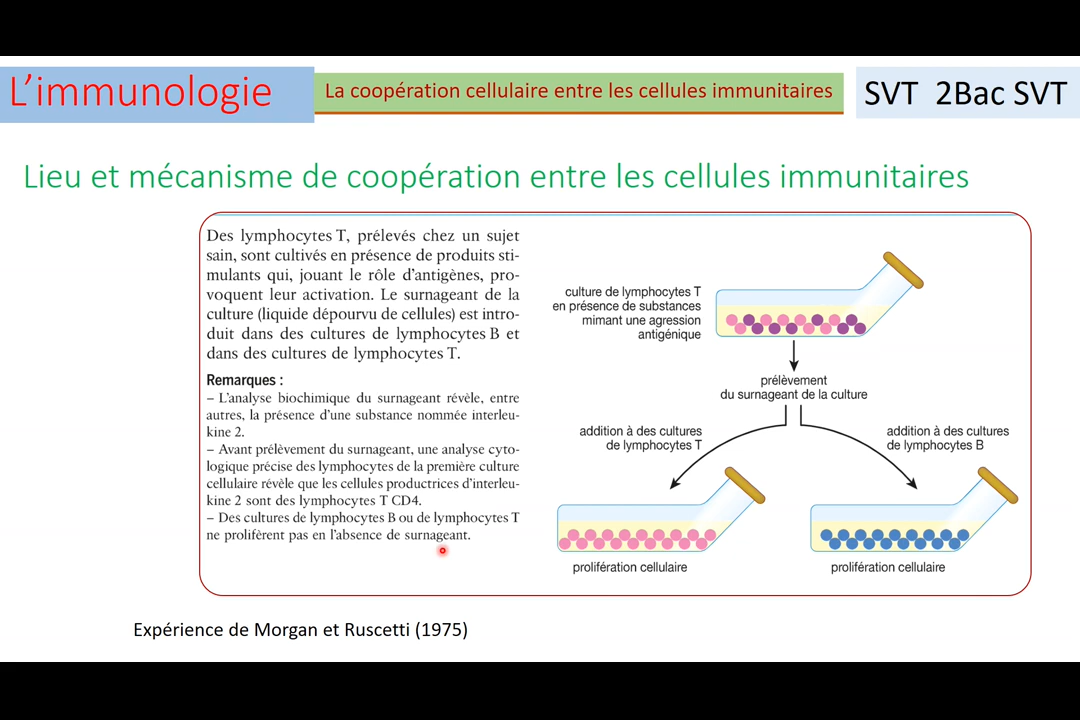 L'immunologie
La coopération cellulaire entre les cellules immunitaires
SVT 2Bac SVT
Lieu et mécanisme de coopération entre les cellules immunitaires
Des lymphocytes T, prélevés chez un sujet
sain, sont cultivés en présence de produits sti-
mulants qui, jouant le rôle d'antigènes, pro-
voquent leur activation. Le surnageant de la
culture (liquide dépourvu de cellules) est intro-
duit dans des cultures de lymphocytes B et
dans des cultures de lymphocytes T.
Remarques :
– L'analyse biochimique du surnageant révèle, entre
autres, la présence d'une substance nommée interleu-
kine 2.
– Avant prélèvement du surnageant, une analyse cyto-
logique précise des lymphocytes de la première culture
cellulaire révèle que les cellules productrices d'interleu-
kine 2 sont des lymphocytes T CD4.
– Des cultures de lymphocytes B ou de lymphocytes T
ne prolifèrent pas en l'absence de surnageant.
culture de lymphocytes T
en présence de substances
mimant une agression
antigénique
prélèvement
du surnageant de la culture
addition à des cultures
de lymphocytes T
addition à des cultures
de lymphocytes B
prolifération cellulaire
prolifération cellulaire
Expérience de Morgan et Ruscetti (1975)